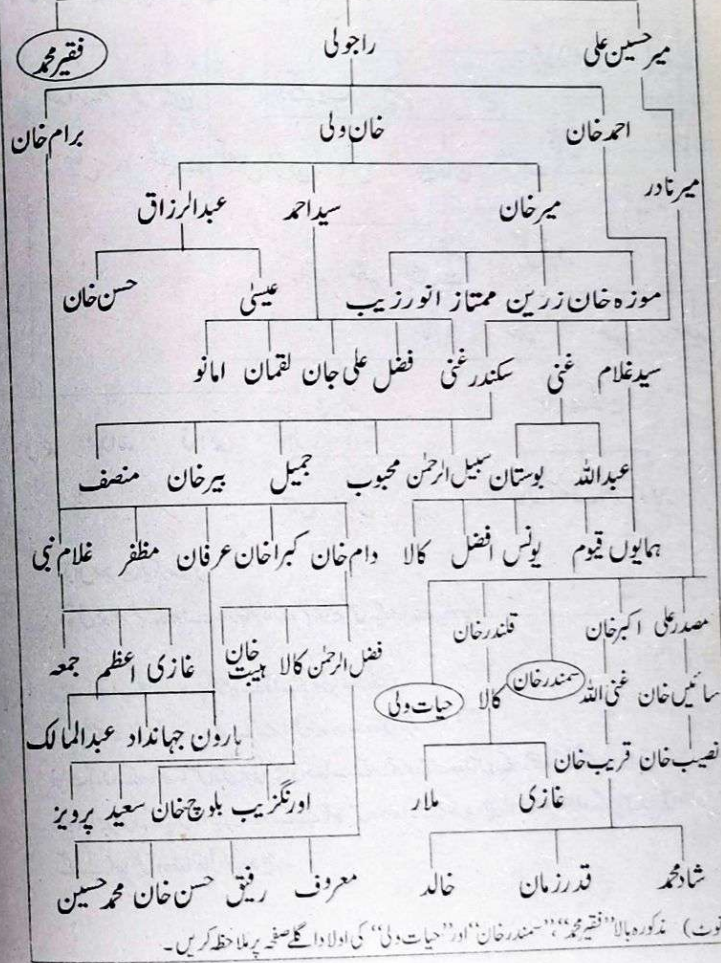 میر حسین علی راجولی فقیر محمد
احمد خان خان ولی برام خان
میر نادر
میر خان سید احمد عبدالرزاق
موزہ خان زرین ممتاز انورزیب عیسیٰ حسن خان
سید غلام غنی سکندر غنی فضل علی جان لقمان امانو
عبداللہ بوستان سبیل الرحمٰن محبوب جمیل بیر خان منصف
ہمایوں قیوم یونس افضل کالا دام خان کبرا خان عرفان مظفر غلام نبی
مصدر علی اکبر خان قلندر خان
فضل الرحمٰن کالا ہیبت خان غازی اعظم جمعہ
سائیں خان غنی اللہ سمندر خان کالا حیات ولی
ہارون جہانداد عبدالمالک
نصیب خان قریب خان
غازی ملار اورنگزیب بلوچ خان سعید پرویز
شاد محمد قدر زمان خالد معروف رفیق حسن خان محمد حسین
نوٹ) مذکورہ بالا "فقیر محمد"، "سمندر خان" اور "حیات ولی" کی اولاد اگلے صفحہ پر ملاحظہ کریں۔